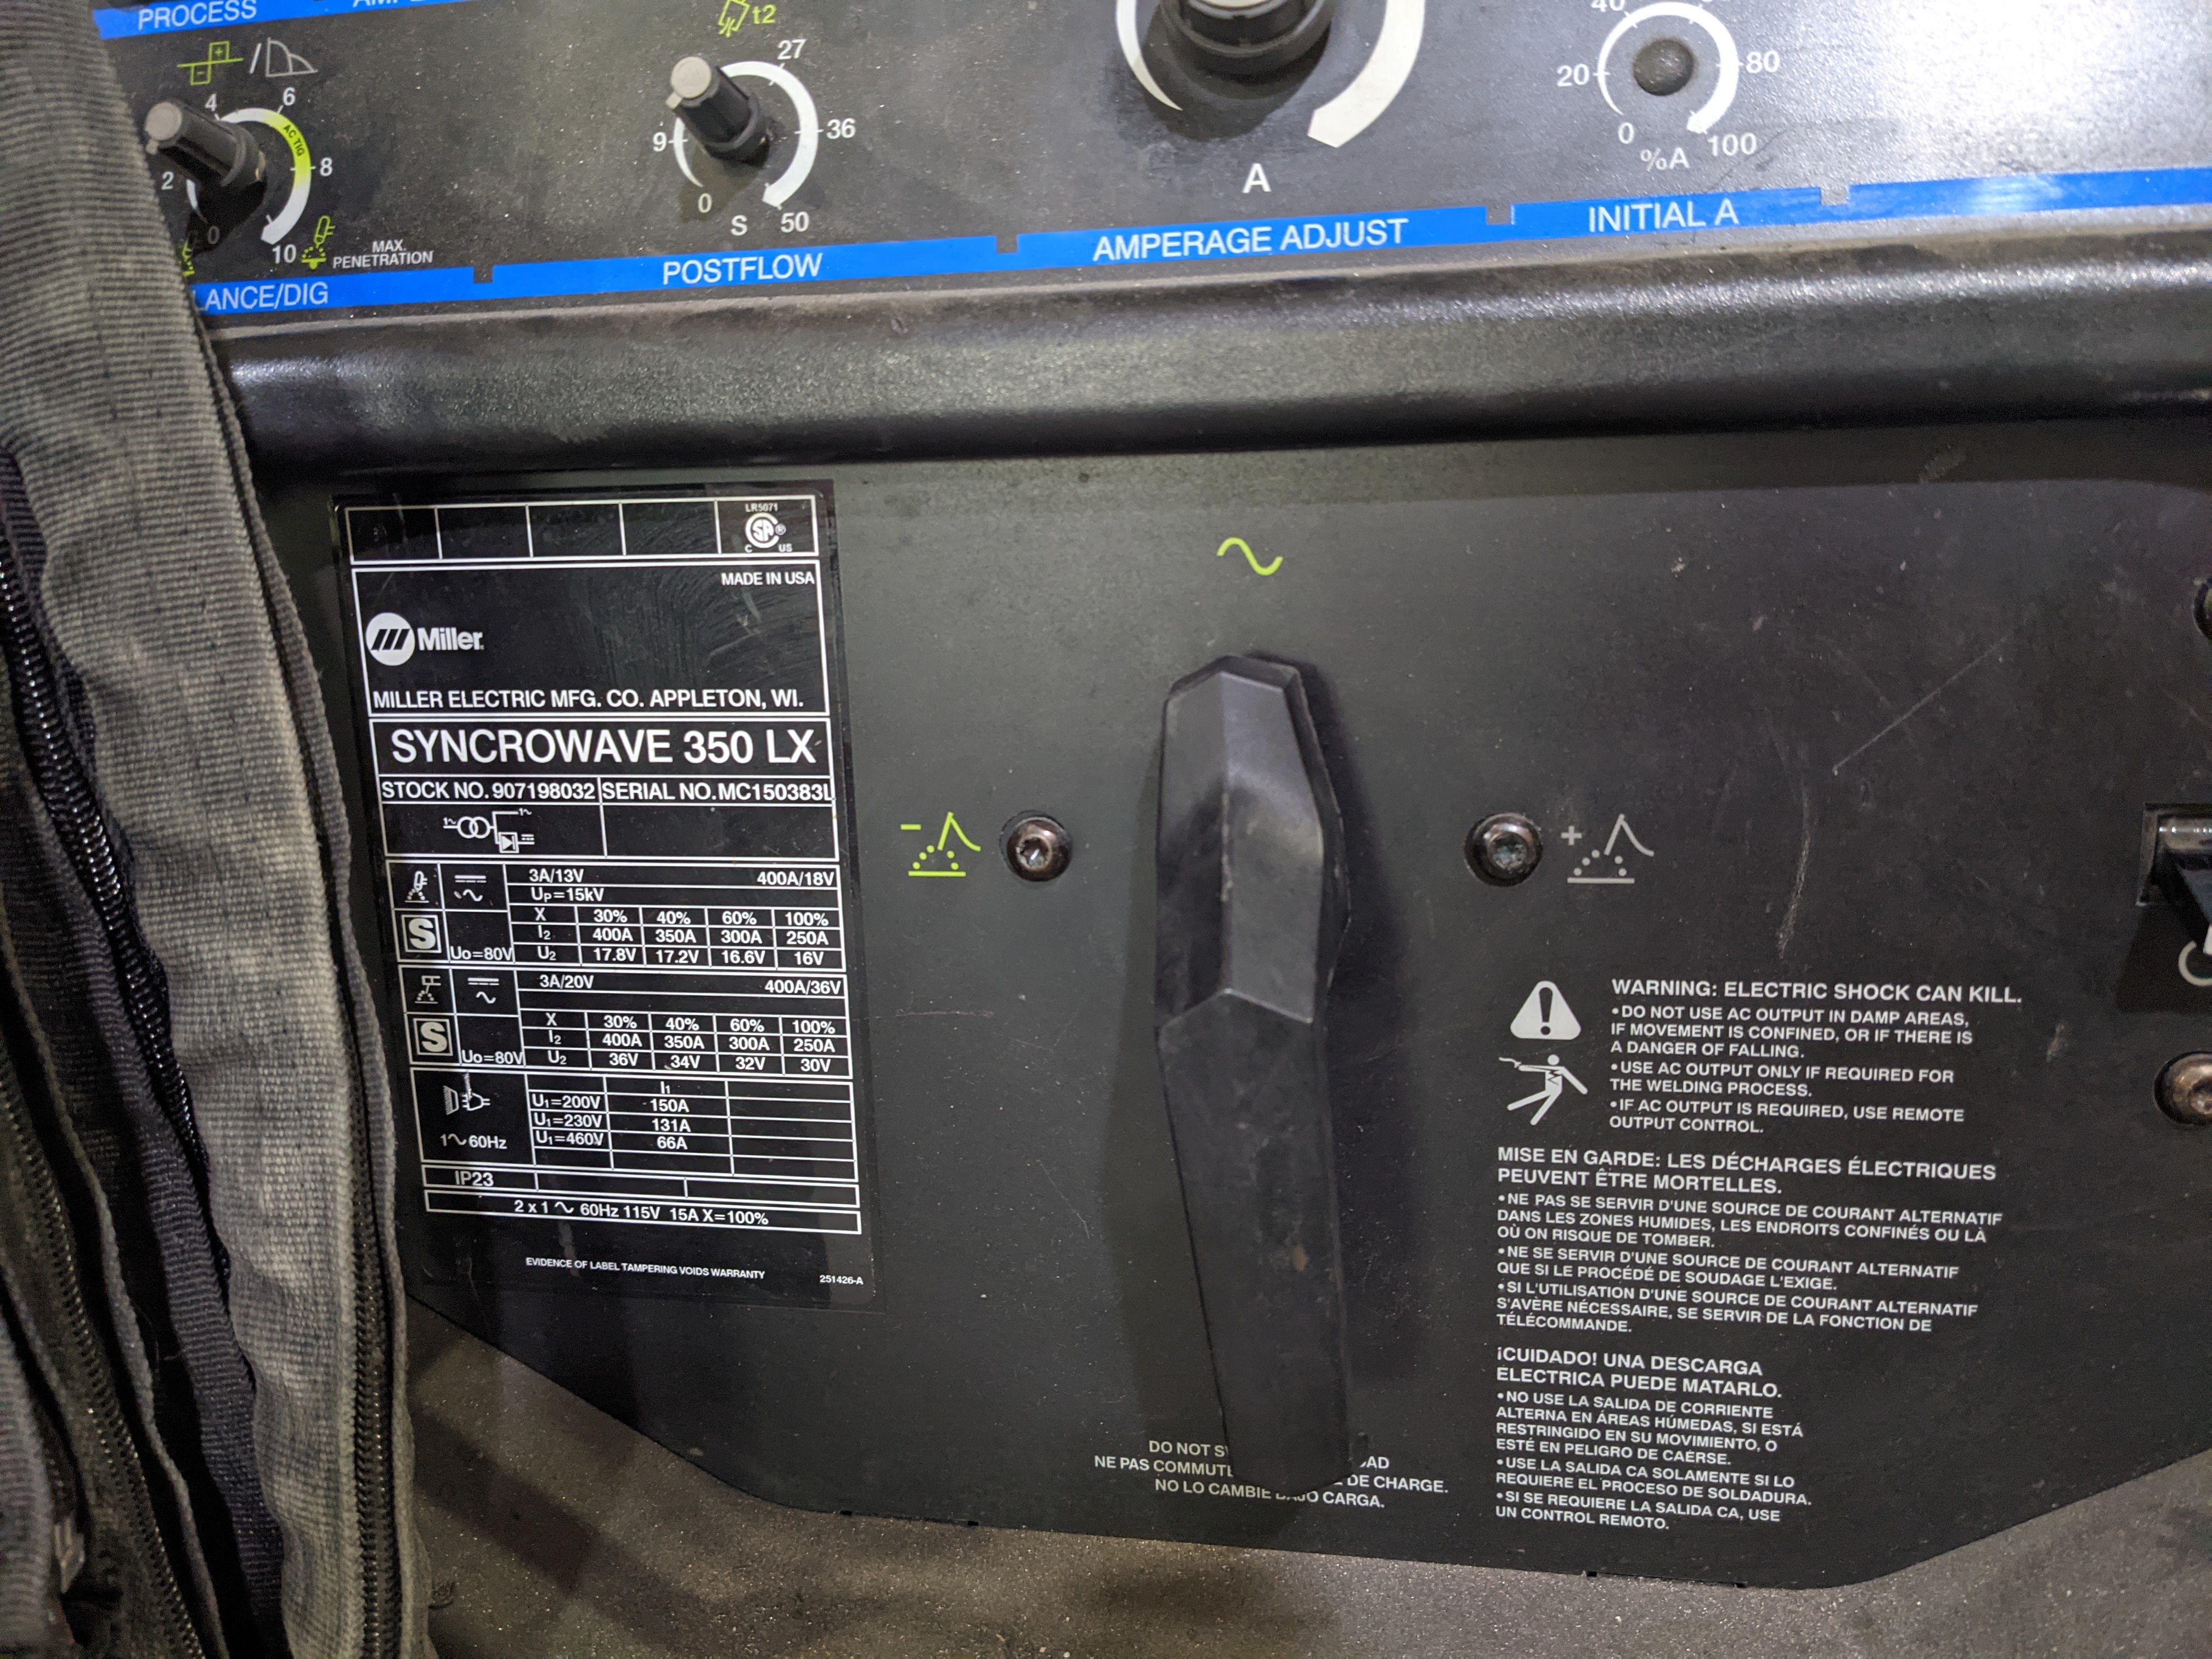 PROCESS
t2
4
6
AC TIG
8
2
0
10
MAX.
PENETRATION
LANCE/DIG
27
9
36
0
S
50
POSTFLOW
A
AMPERAGE ADJUST
40
20
80
0
100
%A
INITIAL A
LR5071
C US
MADE IN USA
Miller
MILLER ELECTRIC MFG. CO. APPLETON, WI.
SYNCROWAVE 350 LX
STOCK NO. 907198032 SERIAL NO. MC150383L
1~ 1~
3A/13V 400A/18V
UP=15kV
X 30% 40% 60% 100%
I2 400A 350A 300A 250A
S Uo=80V U2 17.8V 17.2V 16.6V 16V
3A/20V 400A/36V
X 30% 40% 60% 100%
I2 400A 350A 300A 250A
S Uo=80V U2 36V 34V 32V 30V
I1
U1=200V 150A
U1=230V 131A
U1=460V 66A
1~60Hz
IP23
2 x 1 ~ 60Hz 115V 15A X=100%
EVIDENCE OF LABEL TAMPERING VOIDS WARRANTY 251426-A
~
-
+
WARNING: ELECTRIC SHOCK CAN KILL.
•DO NOT USE AC OUTPUT IN DAMP AREAS,
IF MOVEMENT IS CONFINED, OR IF THERE IS
A DANGER OF FALLING.
•USE AC OUTPUT ONLY IF REQUIRED FOR
THE WELDING PROCESS.
•IF AC OUTPUT IS REQUIRED, USE REMOTE
OUTPUT CONTROL.
MISE EN GARDE: LES DÉCHARGES ÉLECTRIQUES
PEUVENT ÊTRE MORTELLES.
•NE PAS SE SERVIR D'UNE SOURCE DE COURANT ALTERNATIF
DANS LES ZONES HUMIDES, LES ENDROITS CONFINÉS OU LÀ
OÙ ON RISQUE DE TOMBER.
•NE SE SERVIR D'UNE SOURCE DE COURANT ALTERNATIF
QUE SI LE PROCÉDÉ DE SOUDAGE L'EXIGE.
•SI L'UTILISATION D'UNE SOURCE DE COURANT ALTERNATIF
S'AVÈRE NÉCESSAIRE, SE SERVIR DE LA FONCTION DE
TÉLÉCOMMANDE.
¡CUIDADO! UNA DESCARGA
ELECTRICA PUEDE MATARLO.
•NO USE LA SALIDA DE CORRIENTE
ALTERNA EN ÁREAS HÚMEDAS, SI ESTÁ
RESTRINGIDO EN SU MOVIMIENTO, O
ESTÉ EN PELIGRO DE CAERSE.
•USE LA SALIDA CA SOLAMENTE SI LO
REQUIERE EL PROCESO DE SOLDADURA.
•SI SE REQUIERE LA SALIDA CA, USE
UN CONTROL REMOTO.
DO NOT
NE PAS COMMUTE DE CHARGE.
NO LO CAMBIE CARGA.